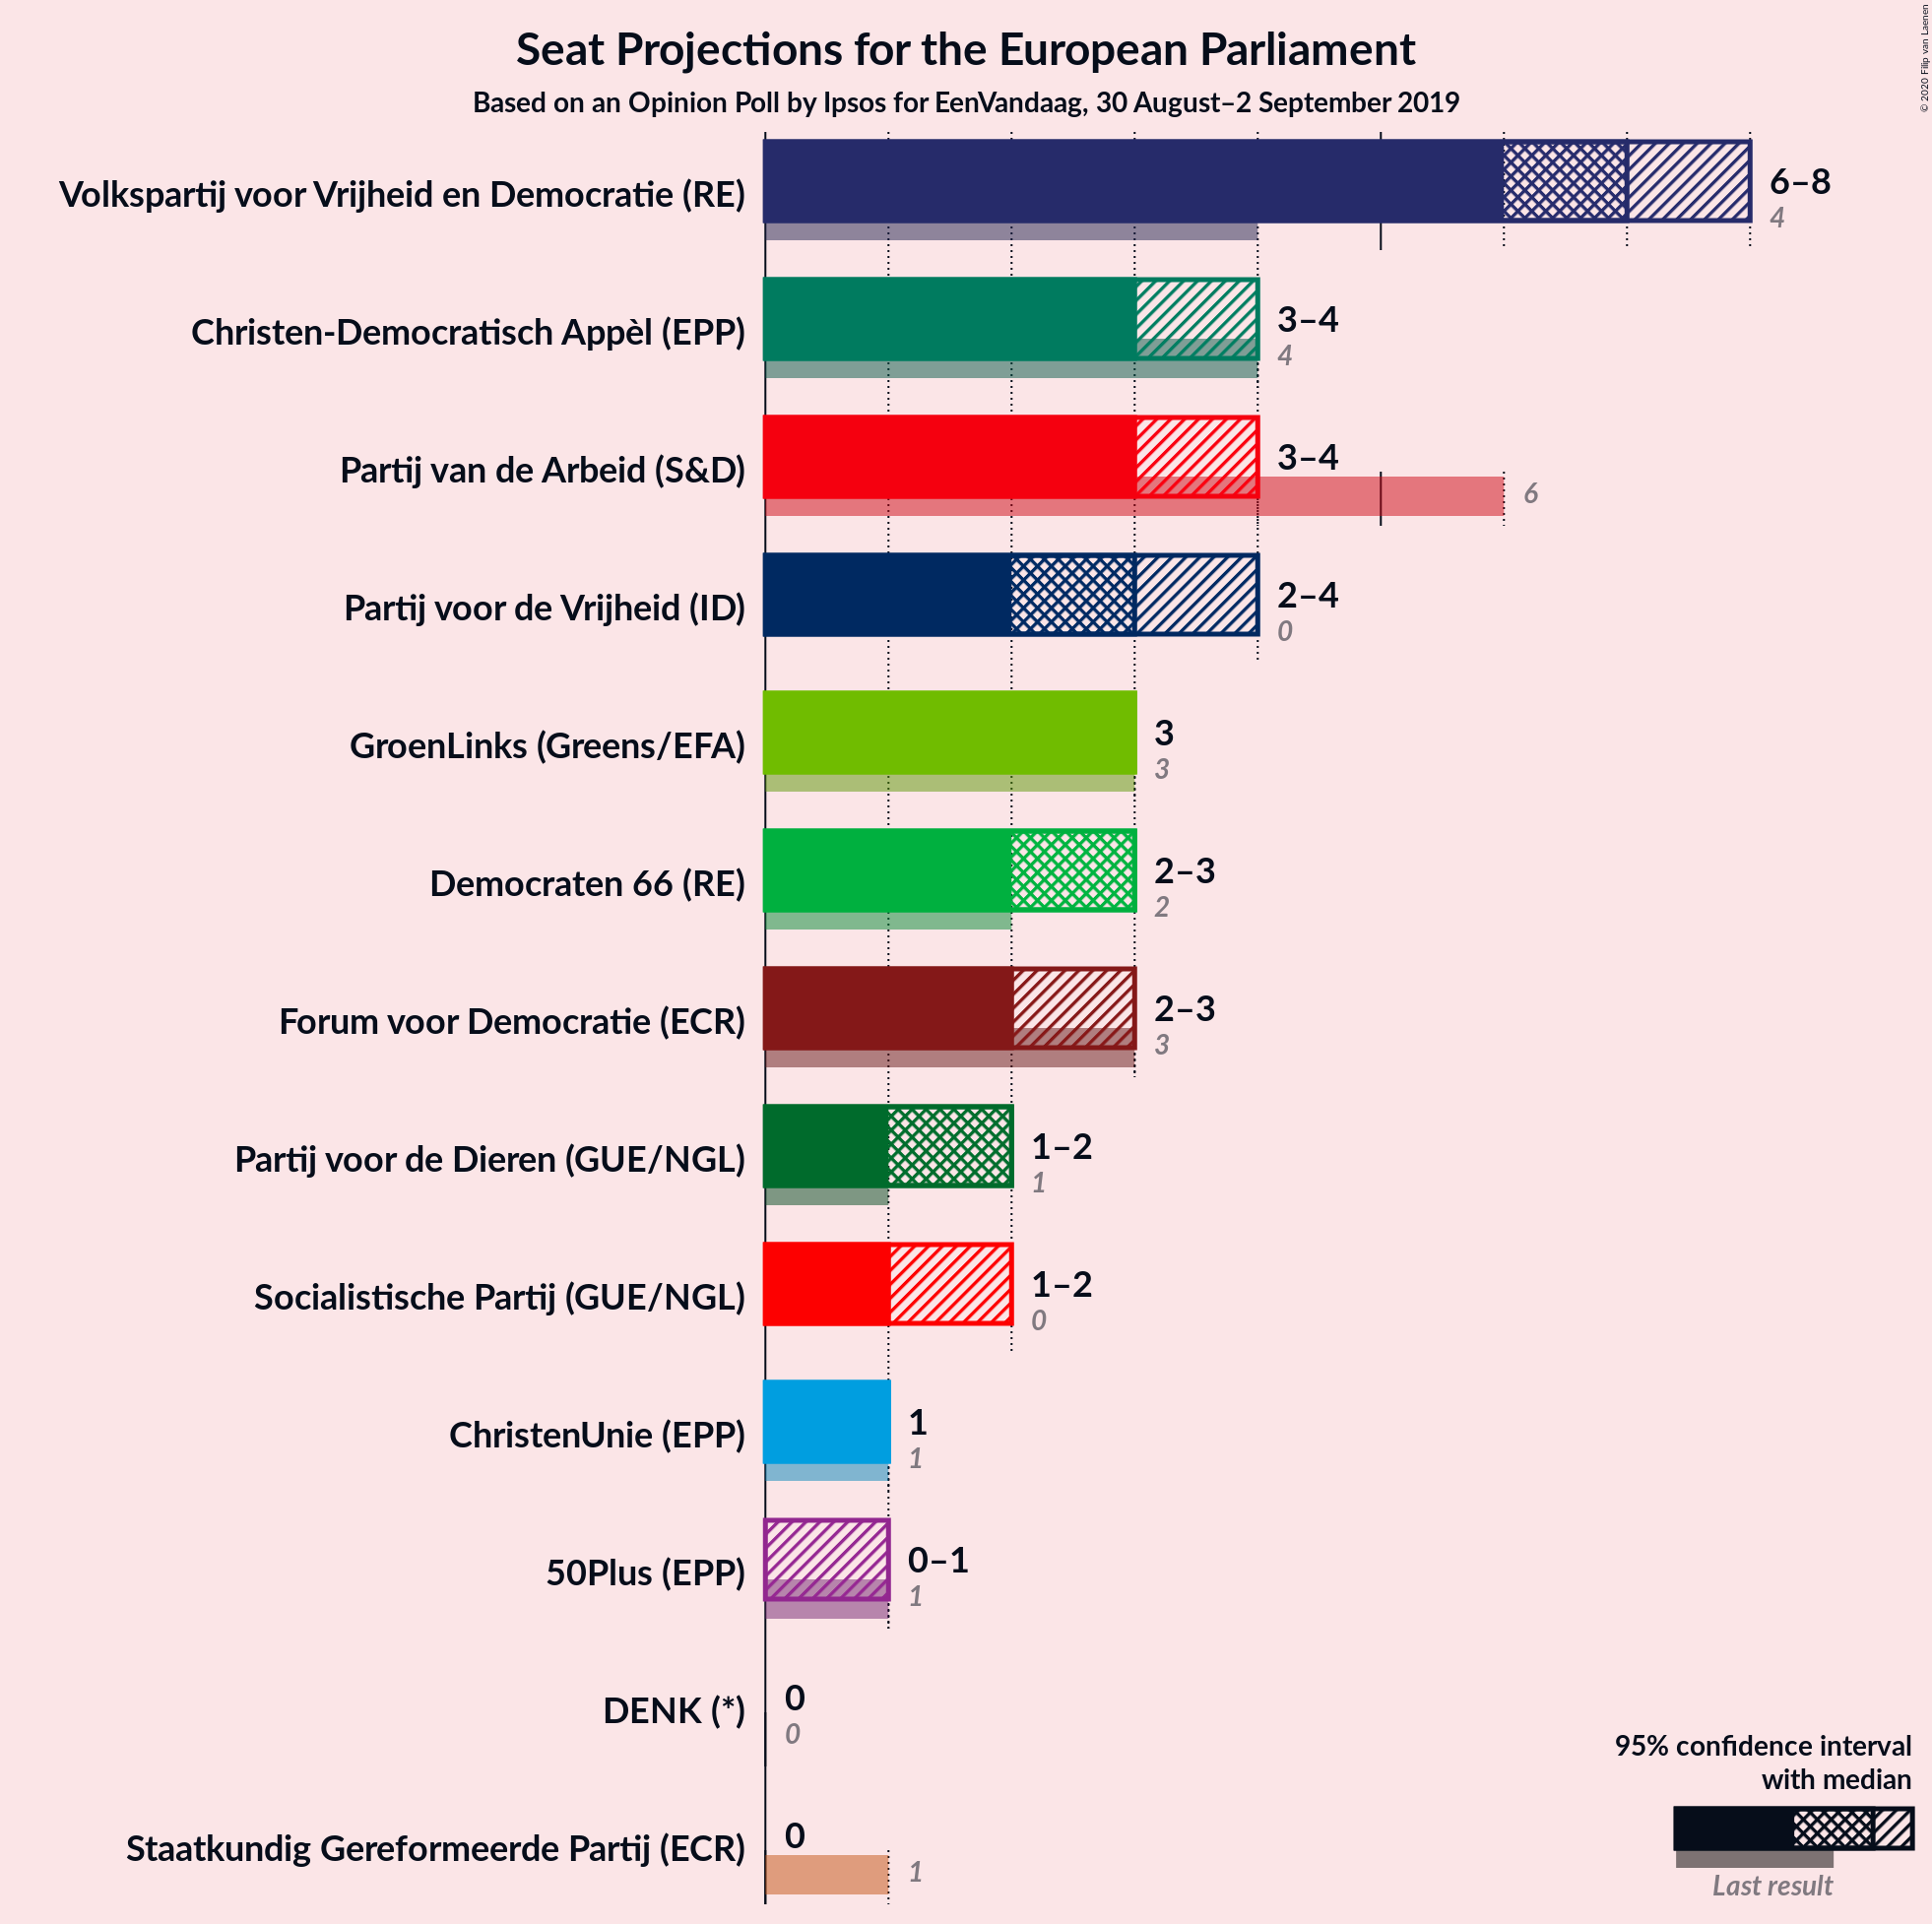 Seat Projections for the European Parliament
Based on an Opinion Poll by Ipsos for EenVandaag, 30 August–2 September 2019
© 2020 Filip van Laenen
Volkspartij voor Vrijheid en Democratie (RE)
6–8
4
Christen-Democratisch Appèl (EPP)
3–4
4
Partij van de Arbeid (S&D)
3–4
6
Partij voor de Vrijheid (ID)
2–4
0
GroenLinks (Greens/EFA)
3
3
Democraten 66 (RE)
2–3
2
Forum voor Democratie (ECR)
2–3
3
Partij voor de Dieren (GUE/NGL)
1–2
1
Socialistische Partij (GUE/NGL)
1–2
0
ChristenUnie (EPP)
1
1
50Plus (EPP)
0–1
1
DENK (*)
0
0
Staatkundig Gereformeerde Partij (ECR)
0
1
95% confidence interval
with median
Last result